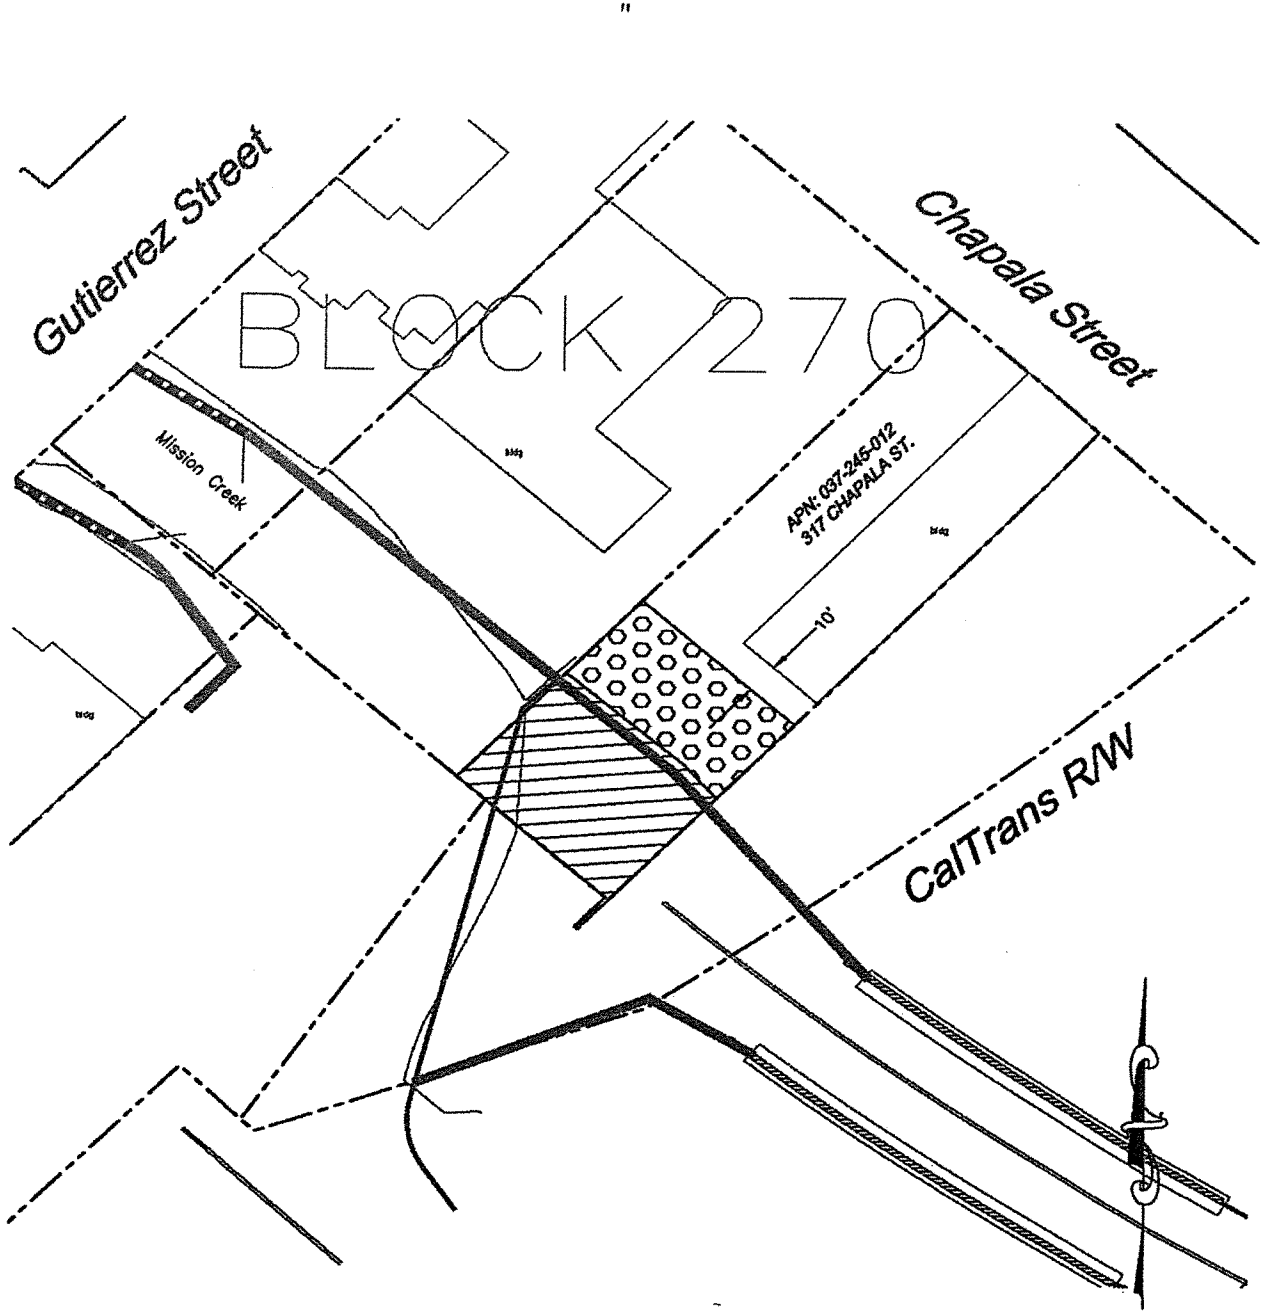 Gutierrez Street
Chapala Street
BLOCK 270
Mission Creek
bldg
APN: 037-245-012
317 CHAPALA ST.
bldg
10'
bldg
CalTrans R/W